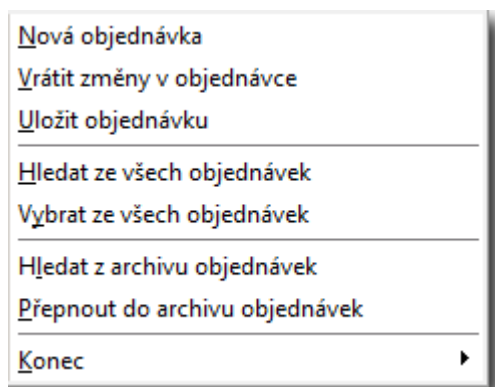 Nová objednávka
Vrátit změny v objednávce
Uložit objednávku
Hledat ze všech objednávek
Vybrat ze všech objednávek
Hledat z archivu objednávek
Přepnout do archivu objednávek
Konec